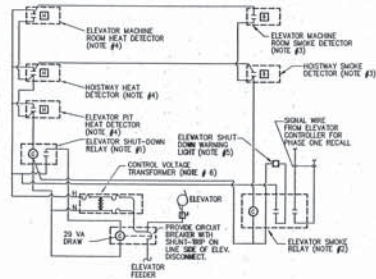 ELEVATOR MACHINE
ROOM HEAT DETECTOR
(NOTE #4)
H
S
ELEVATOR MACHINE
ROOM SMOKE DETECTOR
(NOTE #3)
H
HOISTWAY HEAT
DETECTOR (NOTE #4)
S
HOISTWAY SMOKE
DETECTOR (NOTE #3)
H
ELEVATOR PIT
HEAT DETECTOR
(NOTE #4)
ELEVATOR SHUT-DOWN
RELAY (NOTE #1)
ELEVATOR SHUT-
DOWN WARNING
LIGHT (NOTE #5)
SIGNAL WIRE
FROM ELEVATOR
CONTROLLER FOR
PHASE ONE RECALL
CONTROL VOLTAGE
TRANSFORMER (NOTE # 6)
H
N
ELEVATOR
29 VA
DRAW
PROVIDE CIRCUIT
BREAKER WITH
SHUNT-TRIP ON
LINE SIDE OF ELEV.
DISCONNECT.
ELEVATOR
FEEDER
ELEVATOR SMOKE
RELAY (NOTE #2)